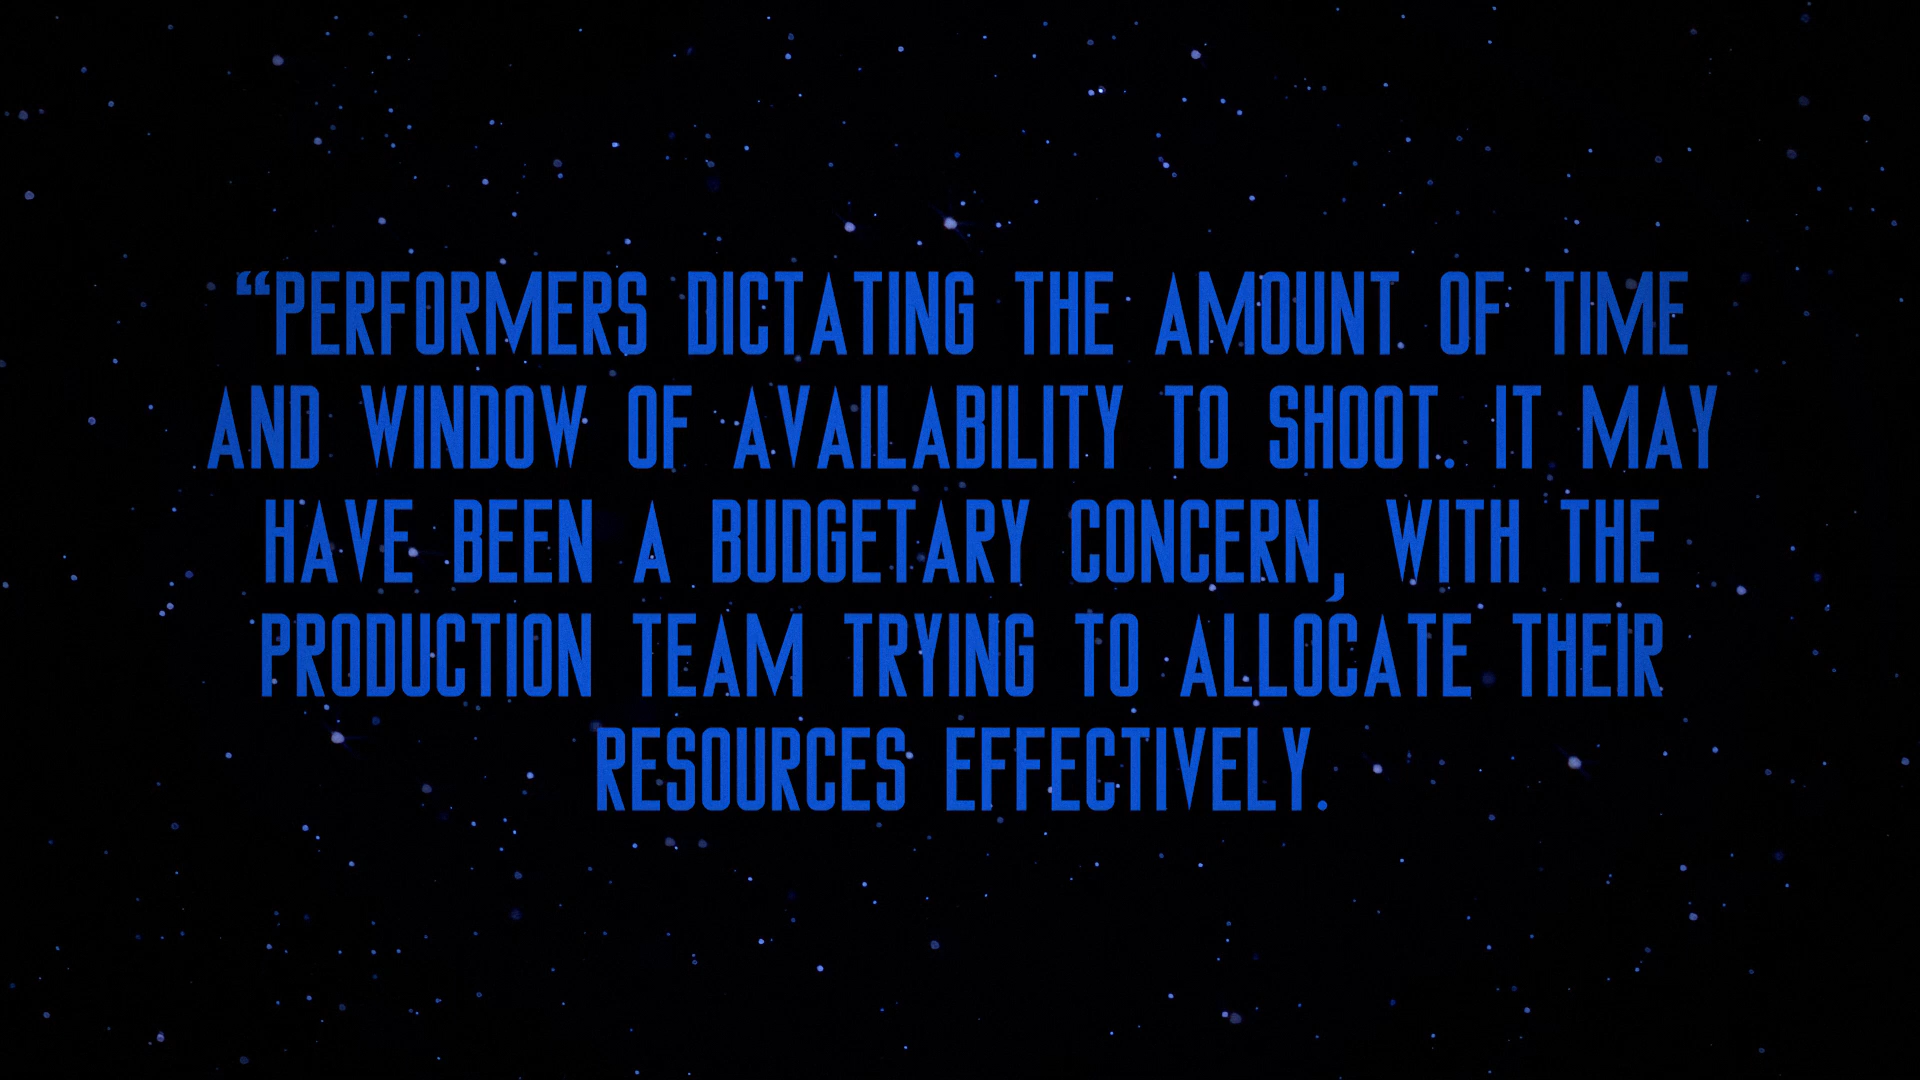 “PERFORMERS DICTATING THE AMOUNT OF TIME
AND WINDOW OF AVAILABILITY TO SHOOT. IT MAY
HAVE BEEN A BUDGETARY CONCERN, WITH THE
PRODUCTION TEAM TRYING TO ALLOCATE THEIR
RESOURCES EFFECTIVELY.